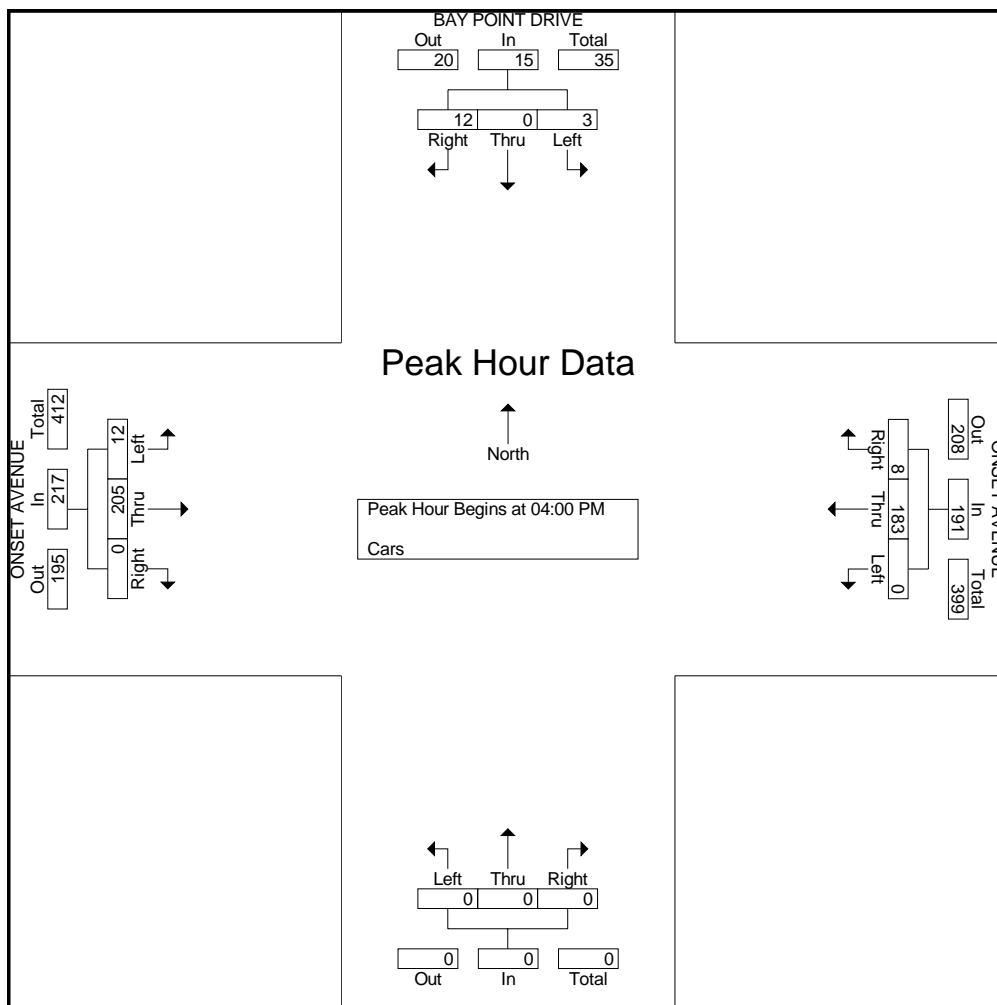 BAY POINT DRIVE
Out In Total
20 15 35
12 0 3
Right Thru Left
Peak Hour Data
North
Peak Hour Begins at 04:00 PM
Cars
ONSET AVENUE
Total In Out
412 217 195
12 205 0
Left Thru Right
ONSET AVENUE
Out In Total
208 191 399
8 183 0
Right Thru Left
Left Thru Right
0 0 0
0 0 0
Out In Total